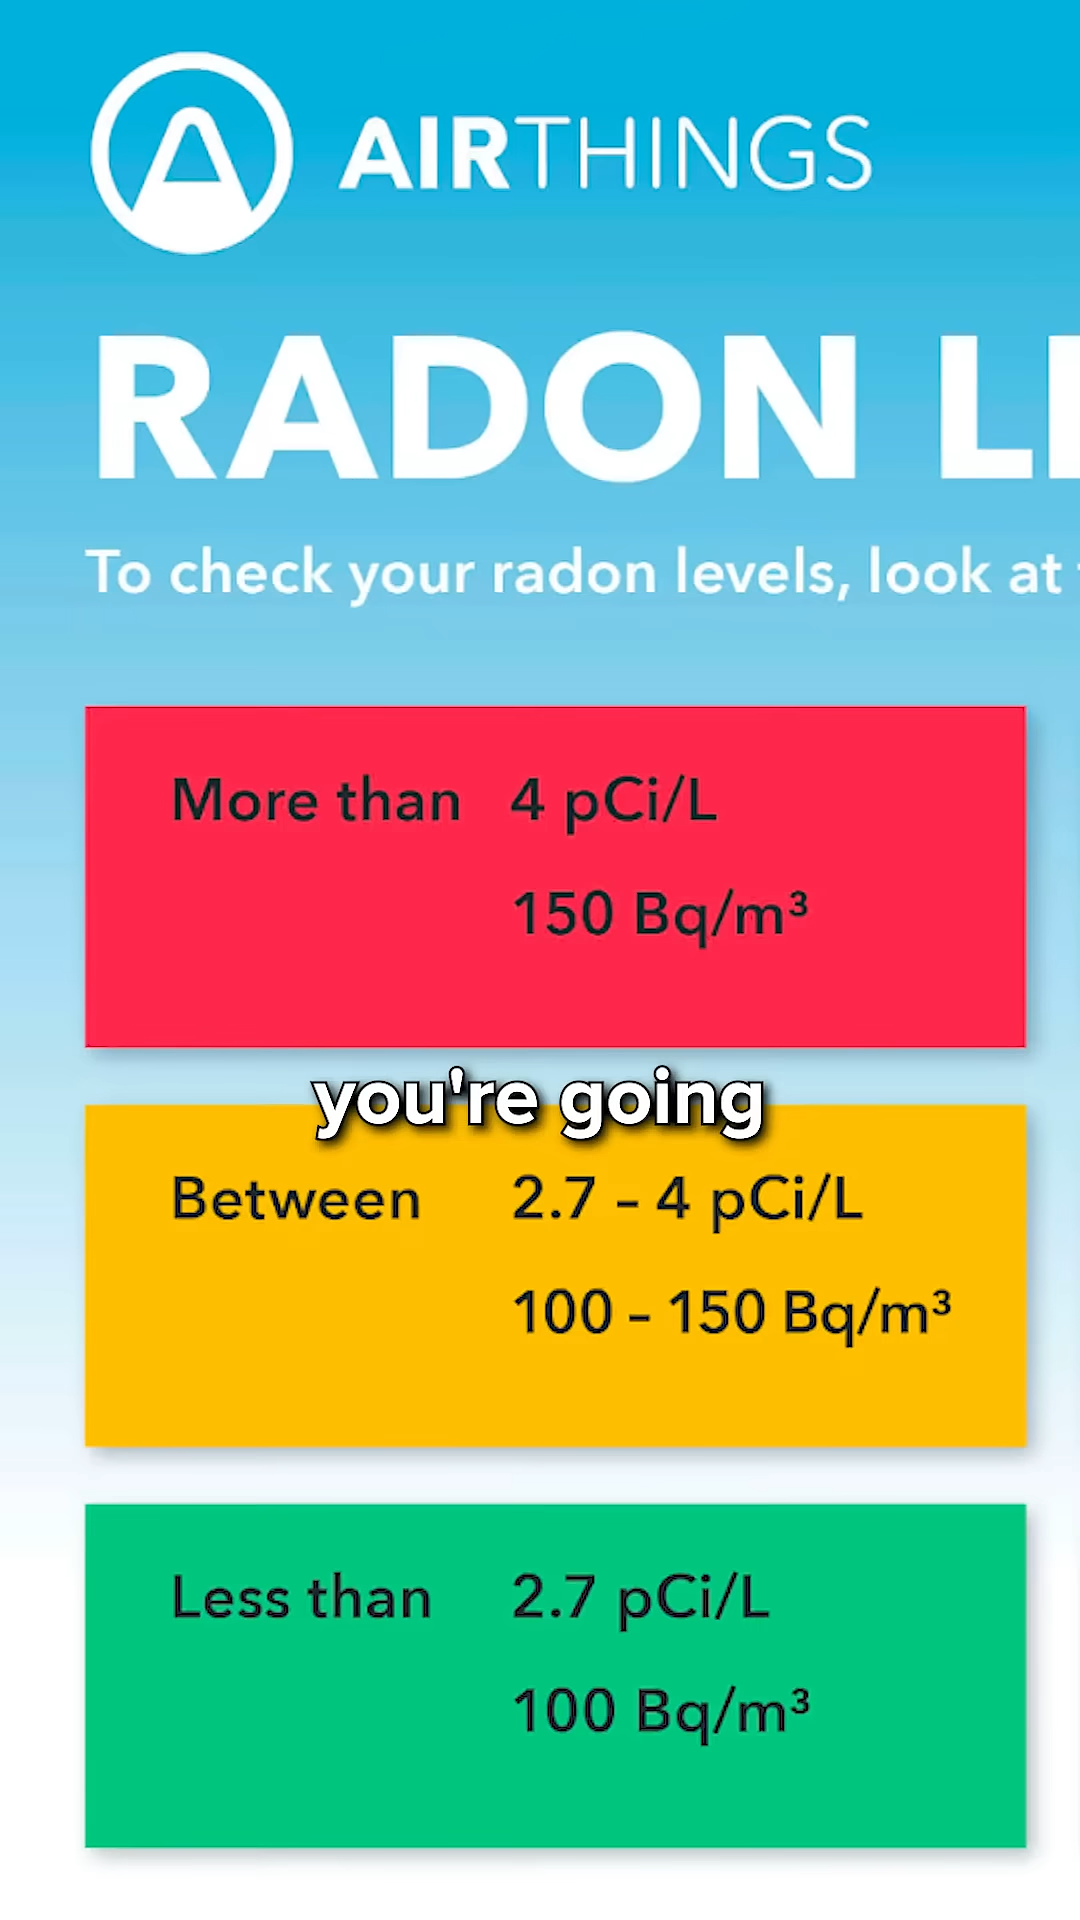 AIRTHINGS
RADON
To check your radon levels, look at
More than 4 pCi/L
150 Bq/m³
you're going
Between 2.7 – 4 pCi/L
100 – 150 Bq/m³
Less than 2.7 pCi/L
100 Bq/m³